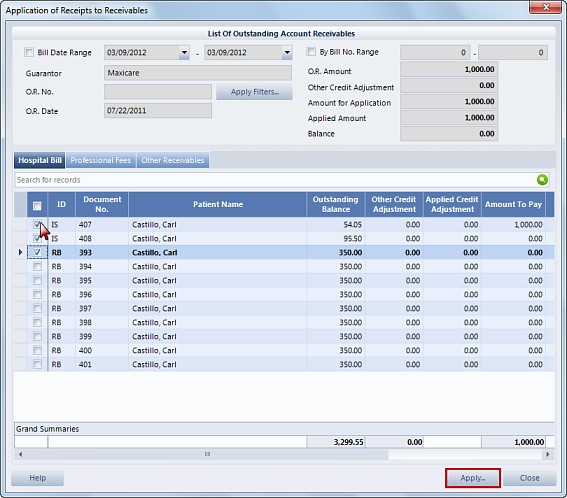 Application of Receipts to Receivables
List Of Outstanding Account Receivables
Bill Date Range 03/09/2012 - 03/09/2012 By Bill No. Range 0 - 0
Guarantor Maxicare O.R. Amount 1,000.00
O.R. No. Apply Filters... Other Credit Adjustment 0.00
O.R. Date 07/22/2011 Amount for Application 1,000.00
Applied Amount 1,000.00
Balance 0.00
Hospital Bill Professional Fees Other Receivables
Search for records
ID Document No. Patient Name Outstanding Balance Other Credit Adjustment Applied Credit Adjustment Amount To Pay
IS 407 Castillo, Carl 54.05 0.00 0.00 1,000.00
IS 408 Castillo, Carl 95.50 0.00 0.00 0.00
RB 393 Castillo, Carl 350.00 0.00 0.00 0.00
RB 394 Castillo, Carl 350.00 0.00 0.00 0.00
RB 395 Castillo, Carl 350.00 0.00 0.00 0.00
RB 396 Castillo, Carl 350.00 0.00 0.00 0.00
RB 397 Castillo, Carl 350.00 0.00 0.00 0.00
RB 398 Castillo, Carl 350.00 0.00 0.00 0.00
RB 399 Castillo, Carl 350.00 0.00 0.00 0.00
RB 400 Castillo, Carl 350.00 0.00 0.00 0.00
RB 401 Castillo, Carl 350.00 0.00 0.00 0.00
Grand Summaries
3,299.55 0.00 1,000.00
Help Apply... Close